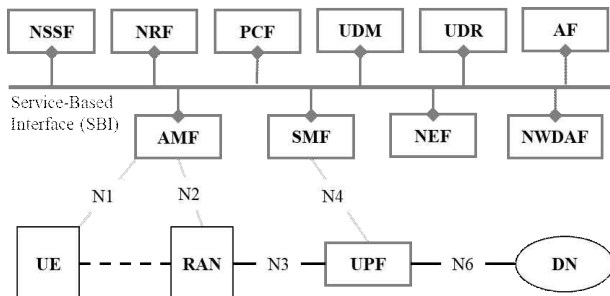 NSSF
NRF
PCF
UDM
UDR
AF
Service-Based
Interface (SBI)
AMF
SMF
NEF
NWDAF
N1
N2
N4
UE
RAN
N3
UPF
N6
DN